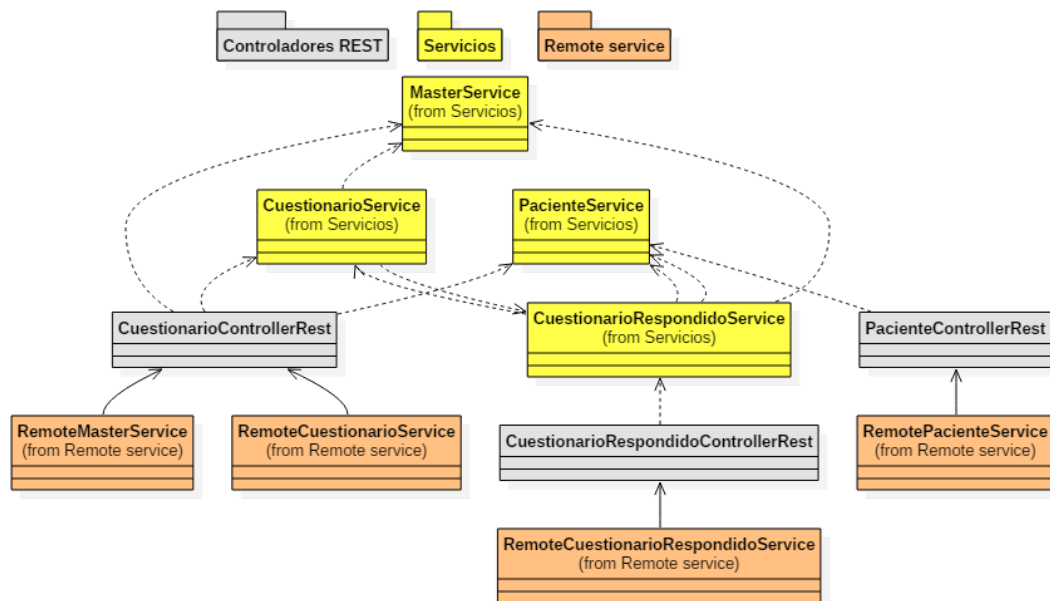 Controladores REST
Servicios
Remote service
MasterService
(from Servicios)
CuestionarioService
(from Servicios)
PacienteService
(from Servicios)
CuestionarioControllerRest
CuestionarioRespondidoService
(from Servicios)
PacienteControllerRest
RemoteMasterService
(from Remote service)
RemoteCuestionarioService
(from Remote service)
CuestionarioRespondidoControllerRest
RemotePacienteService
(from Remote service)
RemoteCuestionarioRespondidoService
(from Remote service)